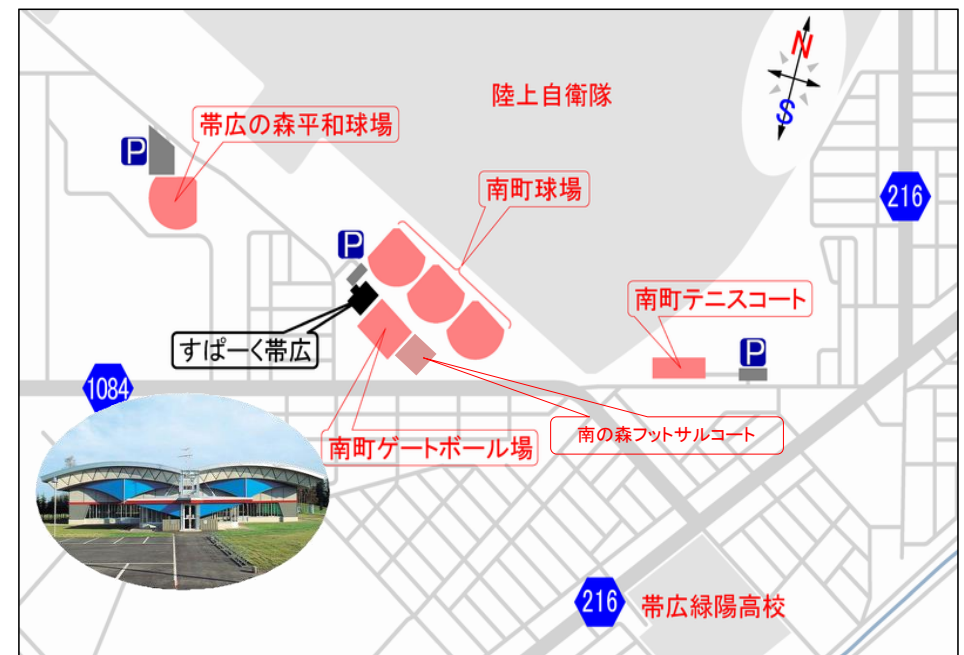 N
S
陸上自衛隊
帯広の森平和球場
P
南町球場
216
P
南町テニスコート
すぱーく帯広
P
1084
南町ゲートボール場
南の森フットサルコート
216
帯広緑陽高校